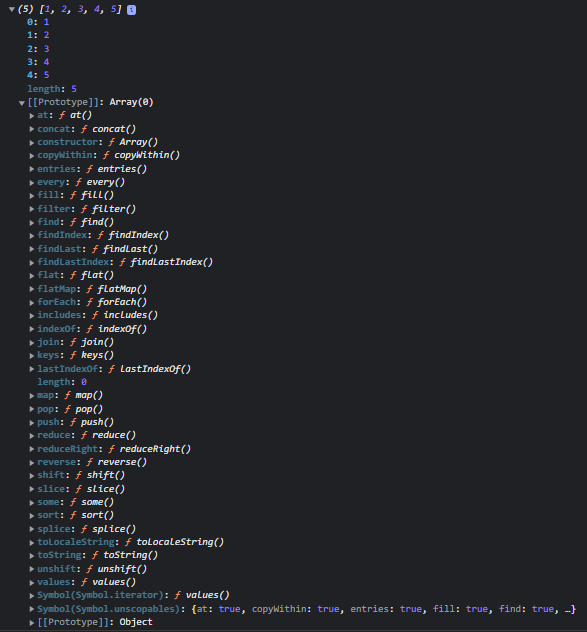 (5) [1, 2, 3, 4, 5] i
0: 1
1: 2
2: 3
3: 4
4: 5
length: 5
[[Prototype]]: Array(0)
at: ƒ at()
concat: ƒ concat()
constructor: ƒ Array()
copyWithin: ƒ copyWithin()
entries: ƒ entries()
every: ƒ every()
fill: ƒ fill()
filter: ƒ filter()
find: ƒ find()
findIndex: ƒ findIndex()
findLast: ƒ findLast()
findLastIndex: ƒ findLastIndex()
flat: ƒ flat()
flatMap: ƒ flatMap()
forEach: ƒ forEach()
includes: ƒ includes()
indexOf: ƒ indexOf()
join: ƒ join()
keys: ƒ keys()
lastIndexOf: ƒ lastIndexOf()
length: 0
map: ƒ map()
pop: ƒ pop()
push: ƒ push()
reduce: ƒ reduce()
reduceRight: ƒ reduceRight()
reverse: ƒ reverse()
shift: ƒ shift()
slice: ƒ slice()
some: ƒ some()
sort: ƒ sort()
splice: ƒ splice()
toLocaleString: ƒ toLocaleString()
toString: ƒ toString()
unshift: ƒ unshift()
values: ƒ values()
Symbol(Symbol.iterator): ƒ values()
Symbol(Symbol.unscopables): {at: true, copyWithin: true, entries: true, fill: true, find: true, …}
[[Prototype]]: Object